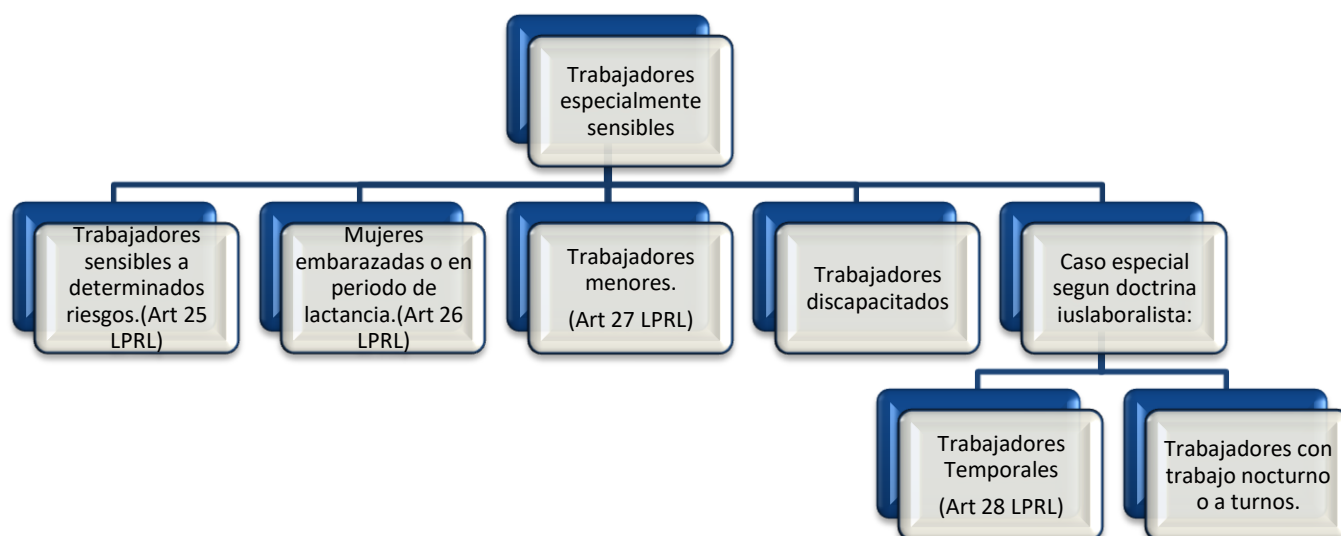 Trabajadores
especialmente
sensibles
Trabajadores
sensibles a
determinados
riesgos.(Art 25
LPRL)
Mujeres
embarazadas o en
periodo de
lactancia.(Art 26
LPRL)
Trabajadores
menores.
(Art 27 LPRL)
Trabajadores
discapacitados
Caso especial
segun doctrina
iuslaboralista:
Trabajadores
Temporales
(Art 28 LPRL)
Trabajadores con
trabajo nocturno
o a turnos.